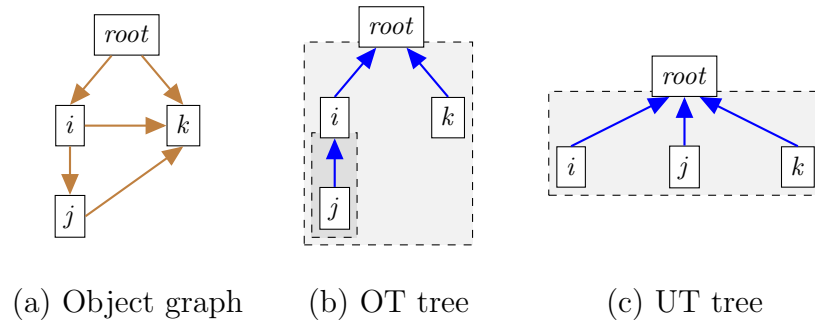 root
i
k
j
root
i
k
j
root
i
j
k
(a) Object graph
(b) OT tree
(c) UT tree